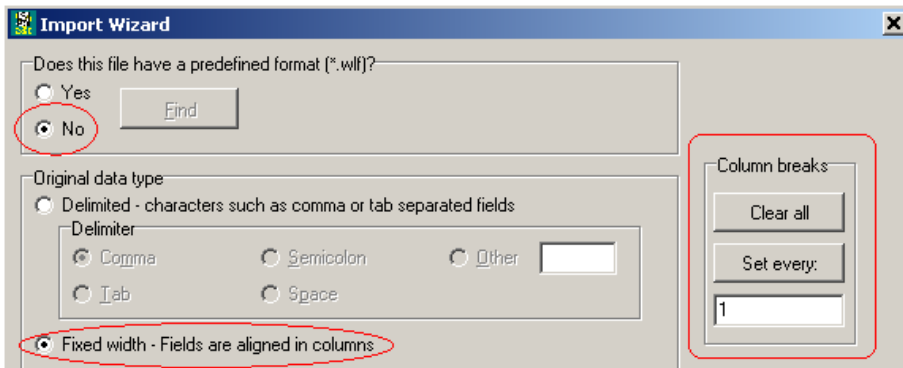 Import Wizard
Does this file have a predefined format (*.wlf)?
Yes
Find
No
Column breaks
Original data type
Delimited - characters such as comma or tab separated fields
Clear all
Delimiter
Comma Semicolon Other
Set every:
Tab Space
1
Fixed width - Fields are aligned in columns